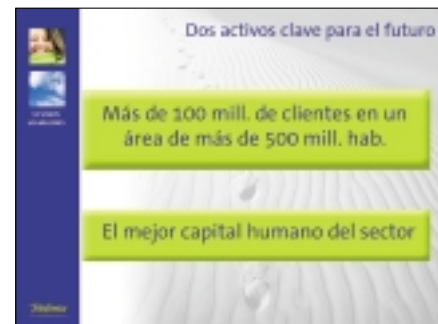 Dos activos clave para el futuro
Más de 100 mill. de clientes en un
área de más de 500 mill. hab.
El mejor capital humano del sector
Telefónica